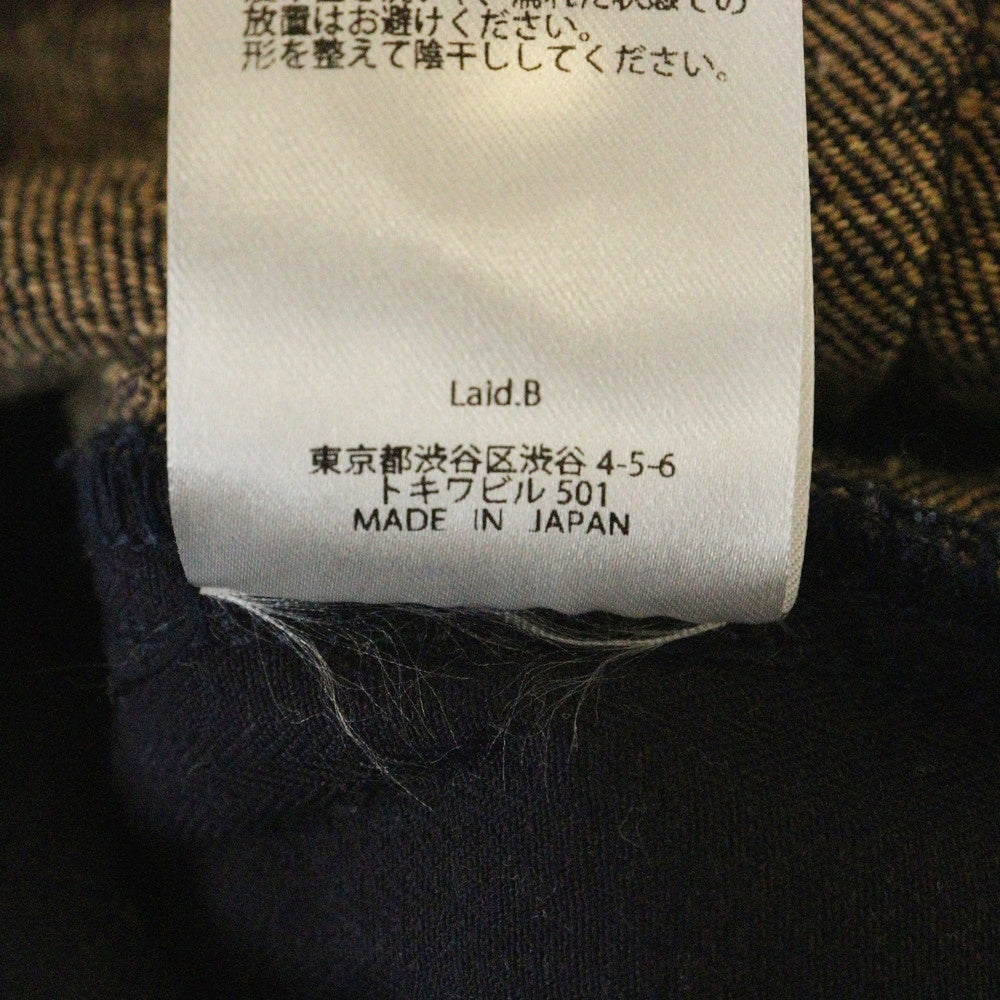 放置はお避けください。
形を整えて陰干ししてください。
Laid.B
東京都渋谷区渋谷 4-5-6
トキワビル 501
MADE IN JAPAN